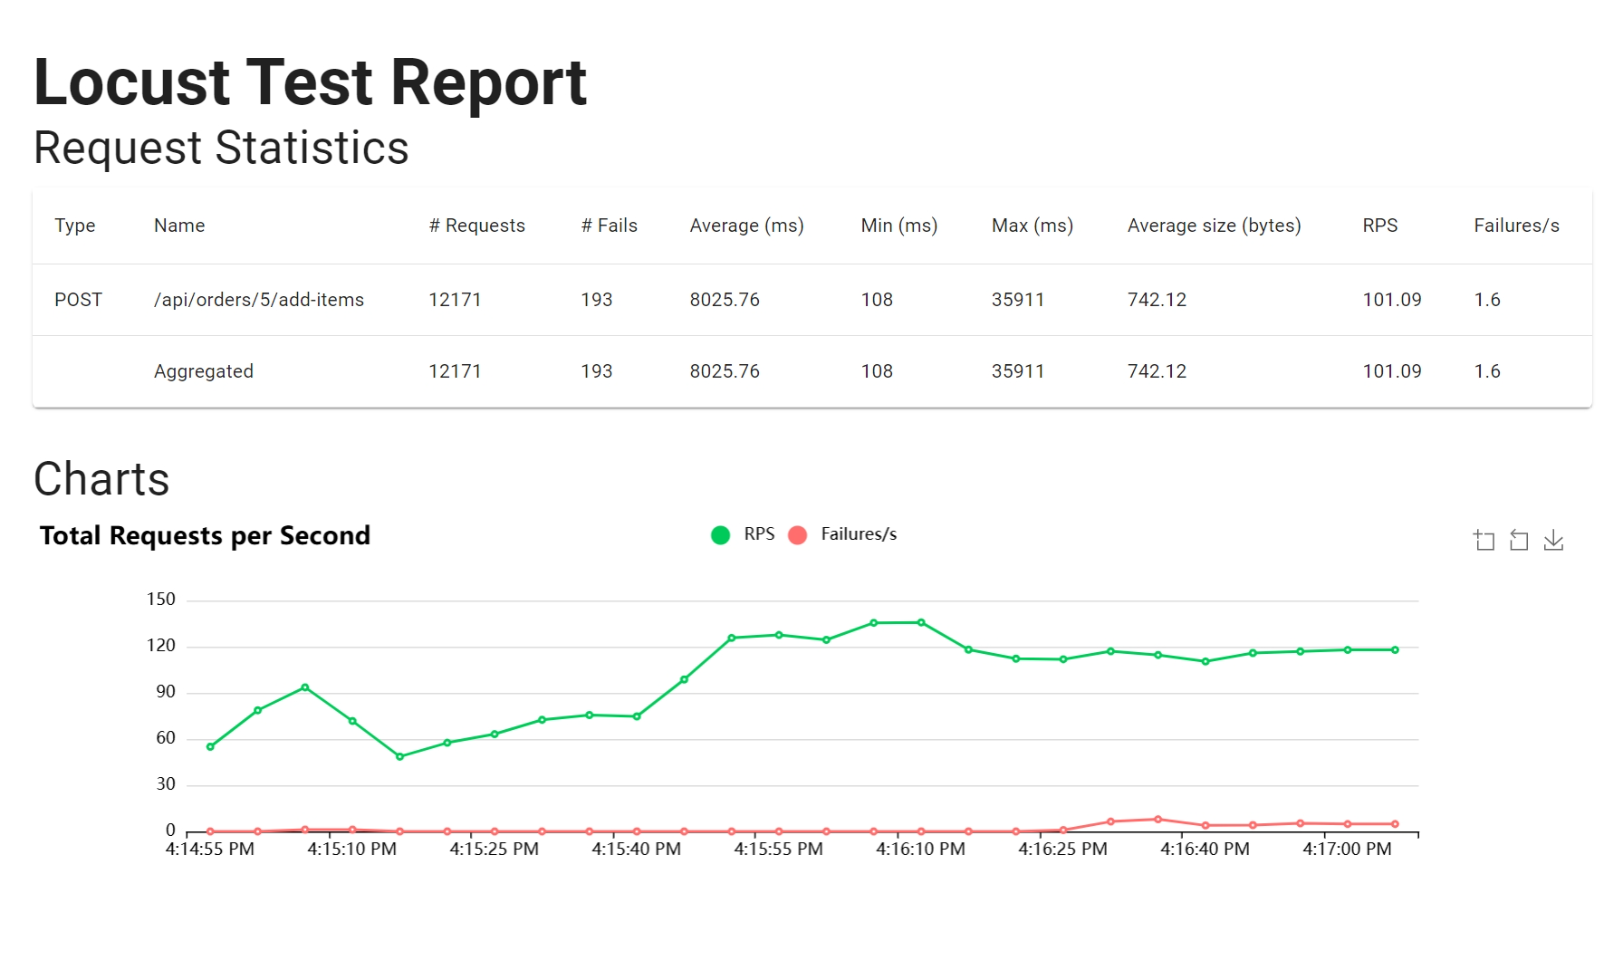 Locust Test Report
Request Statistics
Type Name # Requests # Fails Average (ms) Min (ms) Max (ms) Average size (bytes) RPS Failures/s
POST /api/orders/5/add-items 12171 193 8025.76 108 35911 742.12 101.09 1.6
Aggregated 12171 193 8025.76 108 35911 742.12 101.09 1.6
Charts
Total Requests per Second RPS Failures/s
150
120
90
60
30
0
4:14:55 PM 4:15:10 PM 4:15:25 PM 4:15:40 PM 4:15:55 PM 4:16:10 PM 4:16:25 PM 4:16:40 PM 4:17:00 PM